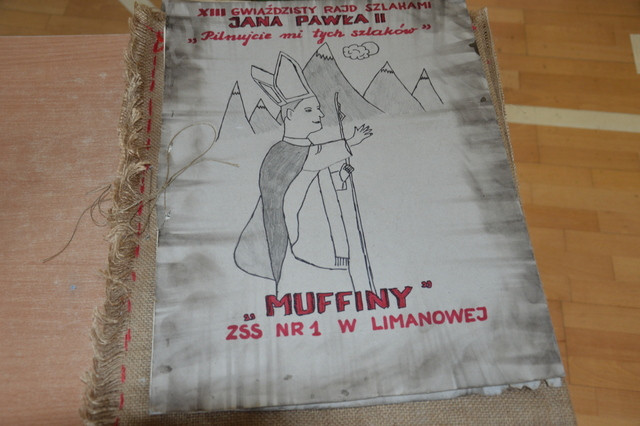 XIII GWIAŹDZISTY RAJD SZLAKAMI
JANA PAWŁA II
"Pilnujcie mi tych szlaków"
„MUFFINY"
ZSS NR 1 W LIMANOWEJ